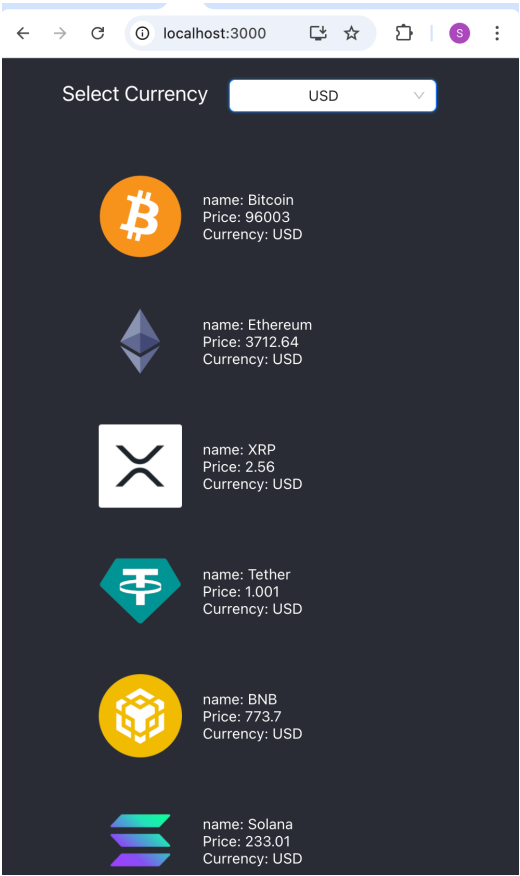 localhost:3000
S
Select Currency
USD
name: Bitcoin
Price: 96003
Currency: USD
name: Ethereum
Price: 3712.64
Currency: USD
name: XRP
Price: 2.56
Currency: USD
name: Tether
Price: 1.001
Currency: USD
name: BNB
Price: 773.7
Currency: USD
name: Solana
Price: 233.01
Currency: USD